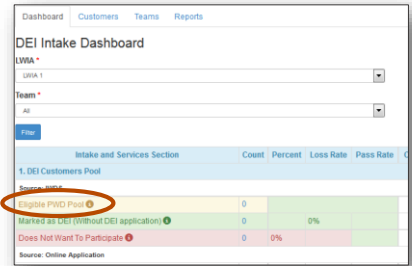 Dashboard Customers Teams Reports
DEI Intake Dashboard
LWIA *
LWIA 1
Team *
All
Filter
Intake and Services Section Count Percent Loss Rate Pass Rate C
1. DEI Customers Pool
Source: IWDS
Eligible PWD Pool 0
Marked as DEI (Without DEI application) 0 0%
Does Not Want To Participate 0 0%
Source: Online Application